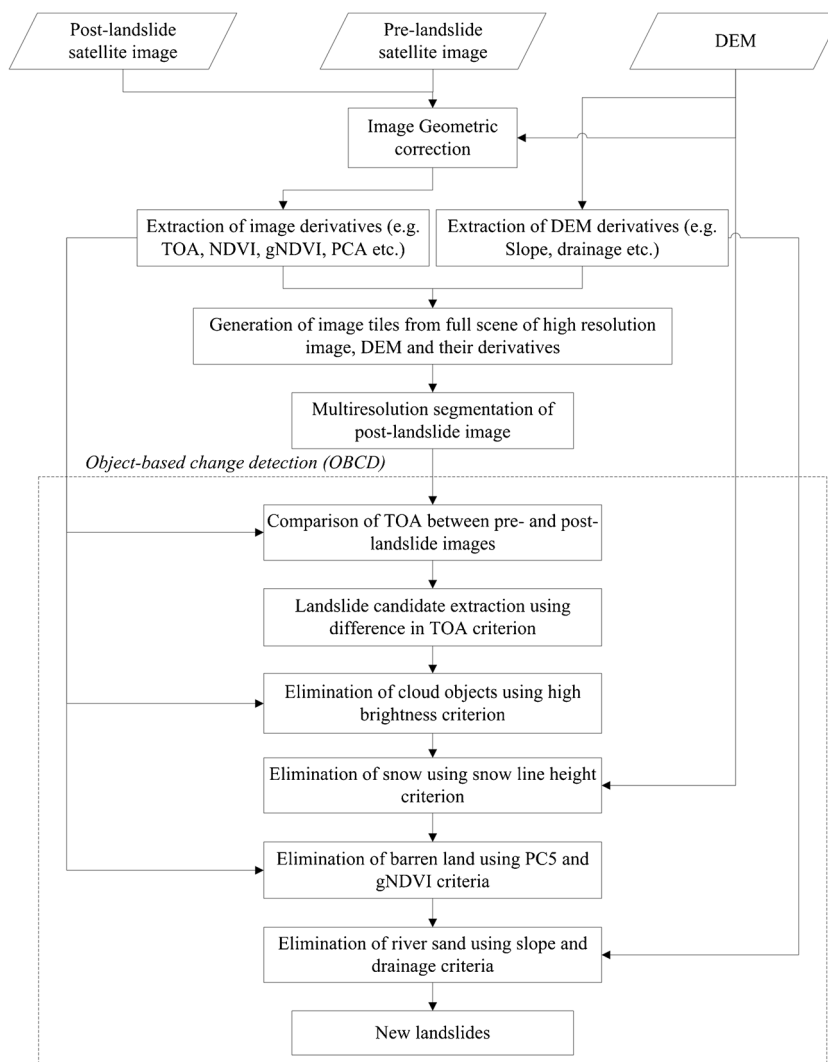 Post-landslide
satellite image
Pre-landslide
satellite image
DEM
Image Geometric
correction
Extraction of image derivatives (e.g.
TOA, NDVI, gNDVI, PCA etc.)
Extraction of DEM derivatives (e.g.
Slope, drainage etc.)
Generation of image tiles from full scene of high resolution
image, DEM and their derivatives
Multiresolution segmentation of
post-landslide image
Object-based change detection (OBCD)
Comparison of TOA between pre- and post-
landslide images
Landslide candidate extraction using
difference in TOA criterion
Elimination of cloud objects using high
brightness criterion
Elimination of snow using snow line height
criterion
Elimination of barren land using PC5 and
gNDVI criteria
Elimination of river sand using slope and
drainage criteria
New landslides